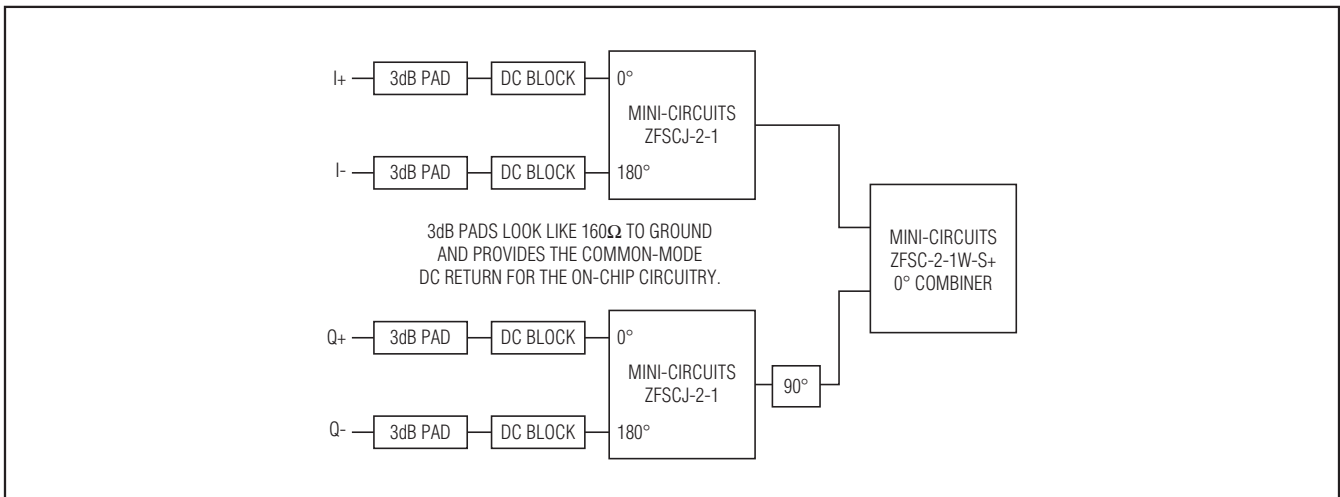 I+
3dB PAD
DC BLOCK
0°
MINI-CIRCUITS
ZFSCJ-2-1
I-
3dB PAD
DC BLOCK
180°
3dB PADS LOOK LIKE 160Ω TO GROUND
AND PROVIDES THE COMMON-MODE
DC RETURN FOR THE ON-CHIP CIRCUITRY.
MINI-CIRCUITS
ZFSC-2-1W-S+
0° COMBINER
Q+
3dB PAD
DC BLOCK
0°
MINI-CIRCUITS
ZFSCJ-2-1
90°
Q-
3dB PAD
DC BLOCK
180°